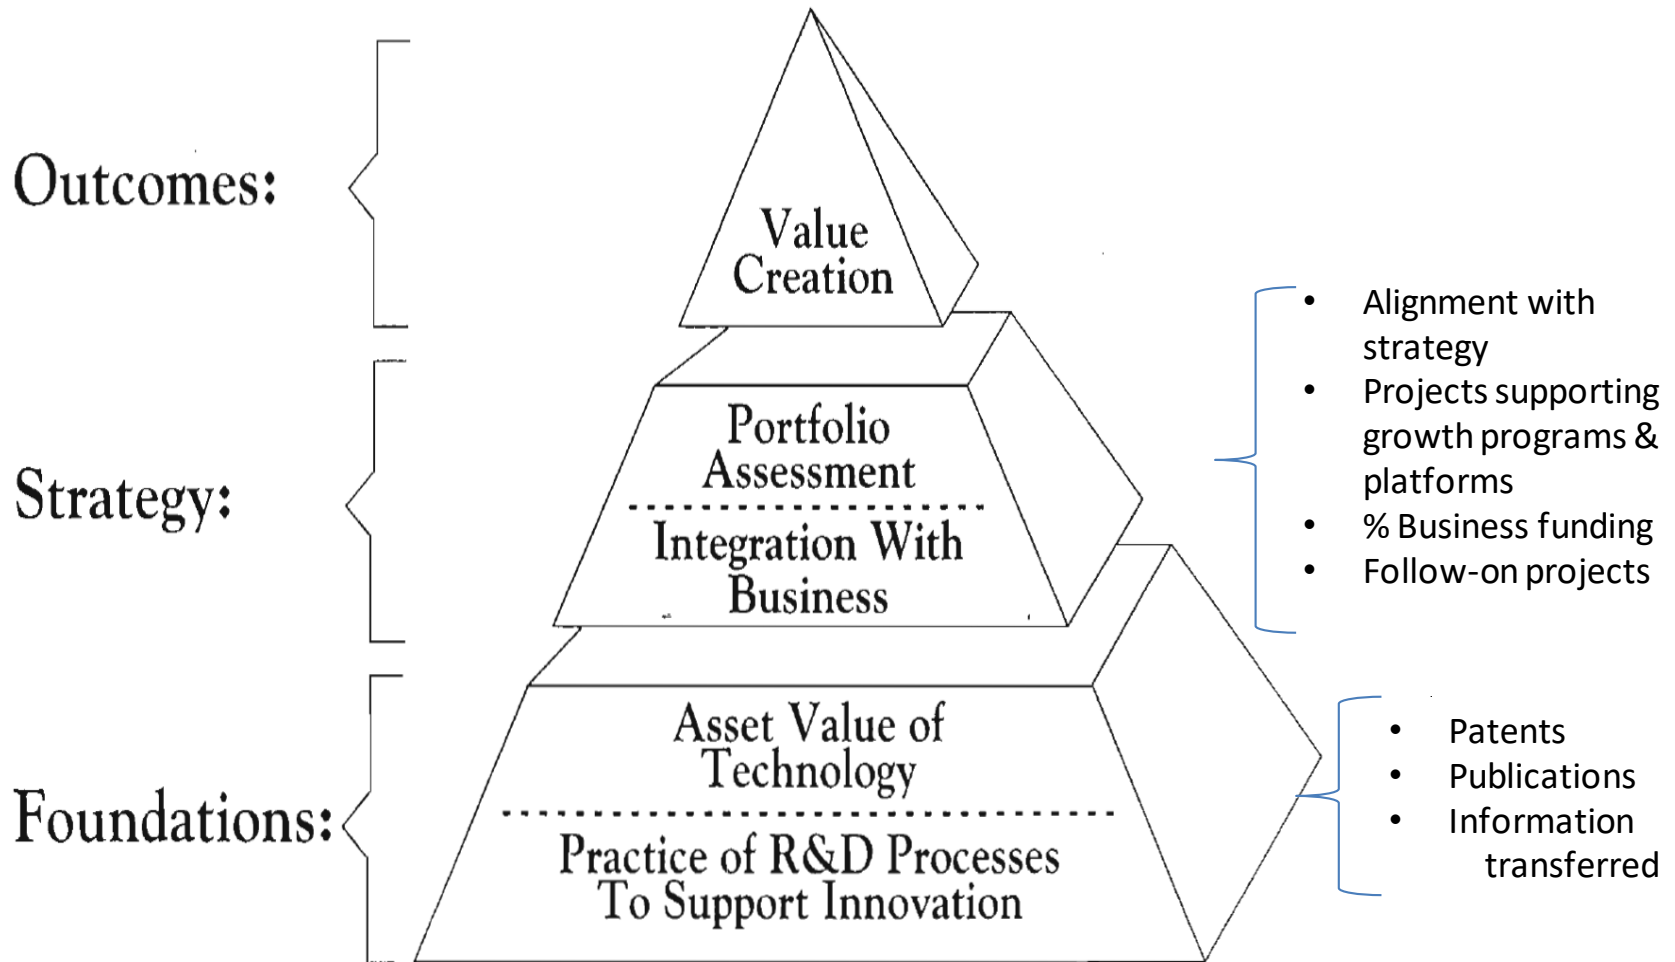 Outcomes:
Value
Creation
Strategy:
Portfolio
Assessment
Integration With
Business
• Alignment with
strategy
• Projects supporting
growth programs &
platforms
• % Business funding
• Follow-on projects
Foundations:
Asset Value of
Technology
Practice of R&D Processes
To Support Innovation
• Patents
• Publications
• Information
transferred